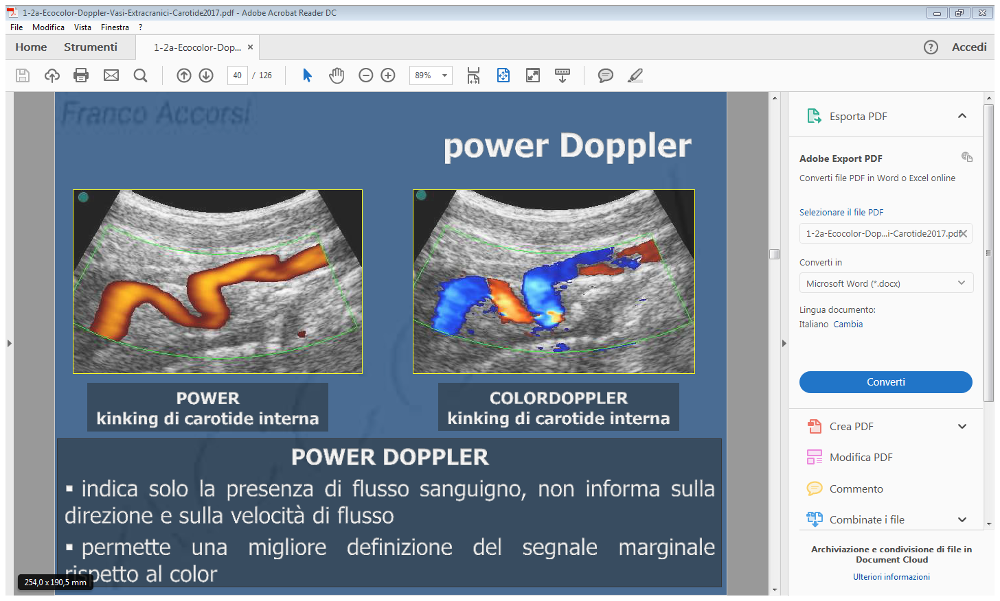 1-2a-Ecocolor-Doppler-Vasi-Extracranici-Carotide2017.pdf - Adobe Acrobat Reader DC
File Modifica Vista Finestra ?
Home Strumenti 1-2a-Ecocolor-Dop... × ? Accedi
40 / 126 89%
Franco Accorsi
power Doppler
POWER
kinking di carotide interna
COLORDOPPLER
kinking di carotide interna
POWER DOPPLER
▪ indica solo la presenza di flusso sanguigno, non informa sulla
direzione e sulla velocità di flusso
▪ permette una migliore definizione del segnale marginale
rispetto al color
254,0 x 190,5 mm
Esporta PDF
Adobe Export PDF
Converti file PDF in Word o Excel online
Selezionare il file PDF
1-2a-Ecocolor-Dop...i-Carotide2017.pdf
Converti in
Microsoft Word (*.docx)
Lingua documento:
Italiano Cambia
Converti
Crea PDF
Modifica PDF
Commento
Combinate i file
Archiviazione e condivisione di file in
Document Cloud
Ulteriori informazioni